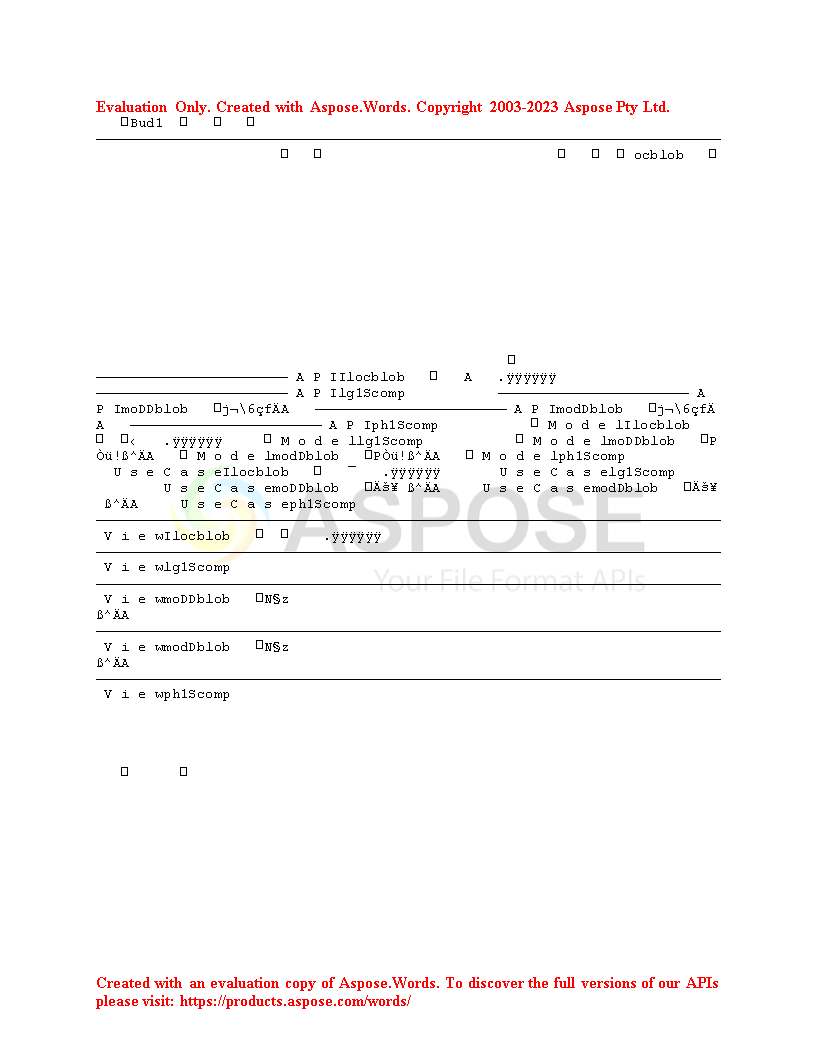 Evaluation Only. Created with Aspose.Words. Copyright 2003-2023 Aspose Pty Ltd.
□Bud1 □ □ □
□ □ □ □ □ ocblob □
□
A P IIlocblob □ A .ÿÿÿÿÿÿ
A P Ilg1Scomp A
P ImoDDblob □j¬\6çfÄA A P ImodDblob □j¬\6çfÄ
A A P Iph1Scomp □ M o d e lIlocblob
□ □‹ .ÿÿÿÿÿÿ □ M o d e llg1Scomp □ M o d e lmoDDblob □P
Òü!ß^ÄA □ M o d e lmodDblob □PÒü!ß^ÄA □ M o d e lph1Scomp
U s e C a s eIlocblob □ ¯ .ÿÿÿÿÿÿ U s e C a s elg1Scomp
U s e C a s emoDDblob □Äš¥ ß^ÄA U s e C a s emodDblob □Äš¥
ß^ÄA U s e C a s eph1Scomp
ASPOSE
V i e wIlocblob □ □ .ÿÿÿÿÿÿ
V i e wlg1Scomp
Your File Format APIs
V i e wmoDDblob □N§z
ß^ÄA
V i e wmodDblob □N§z
ß^ÄA
V i e wph1Scomp
□ □
Created with an evaluation copy of Aspose.Words. To discover the full versions of our APIs
please visit: https://products.aspose.com/words/